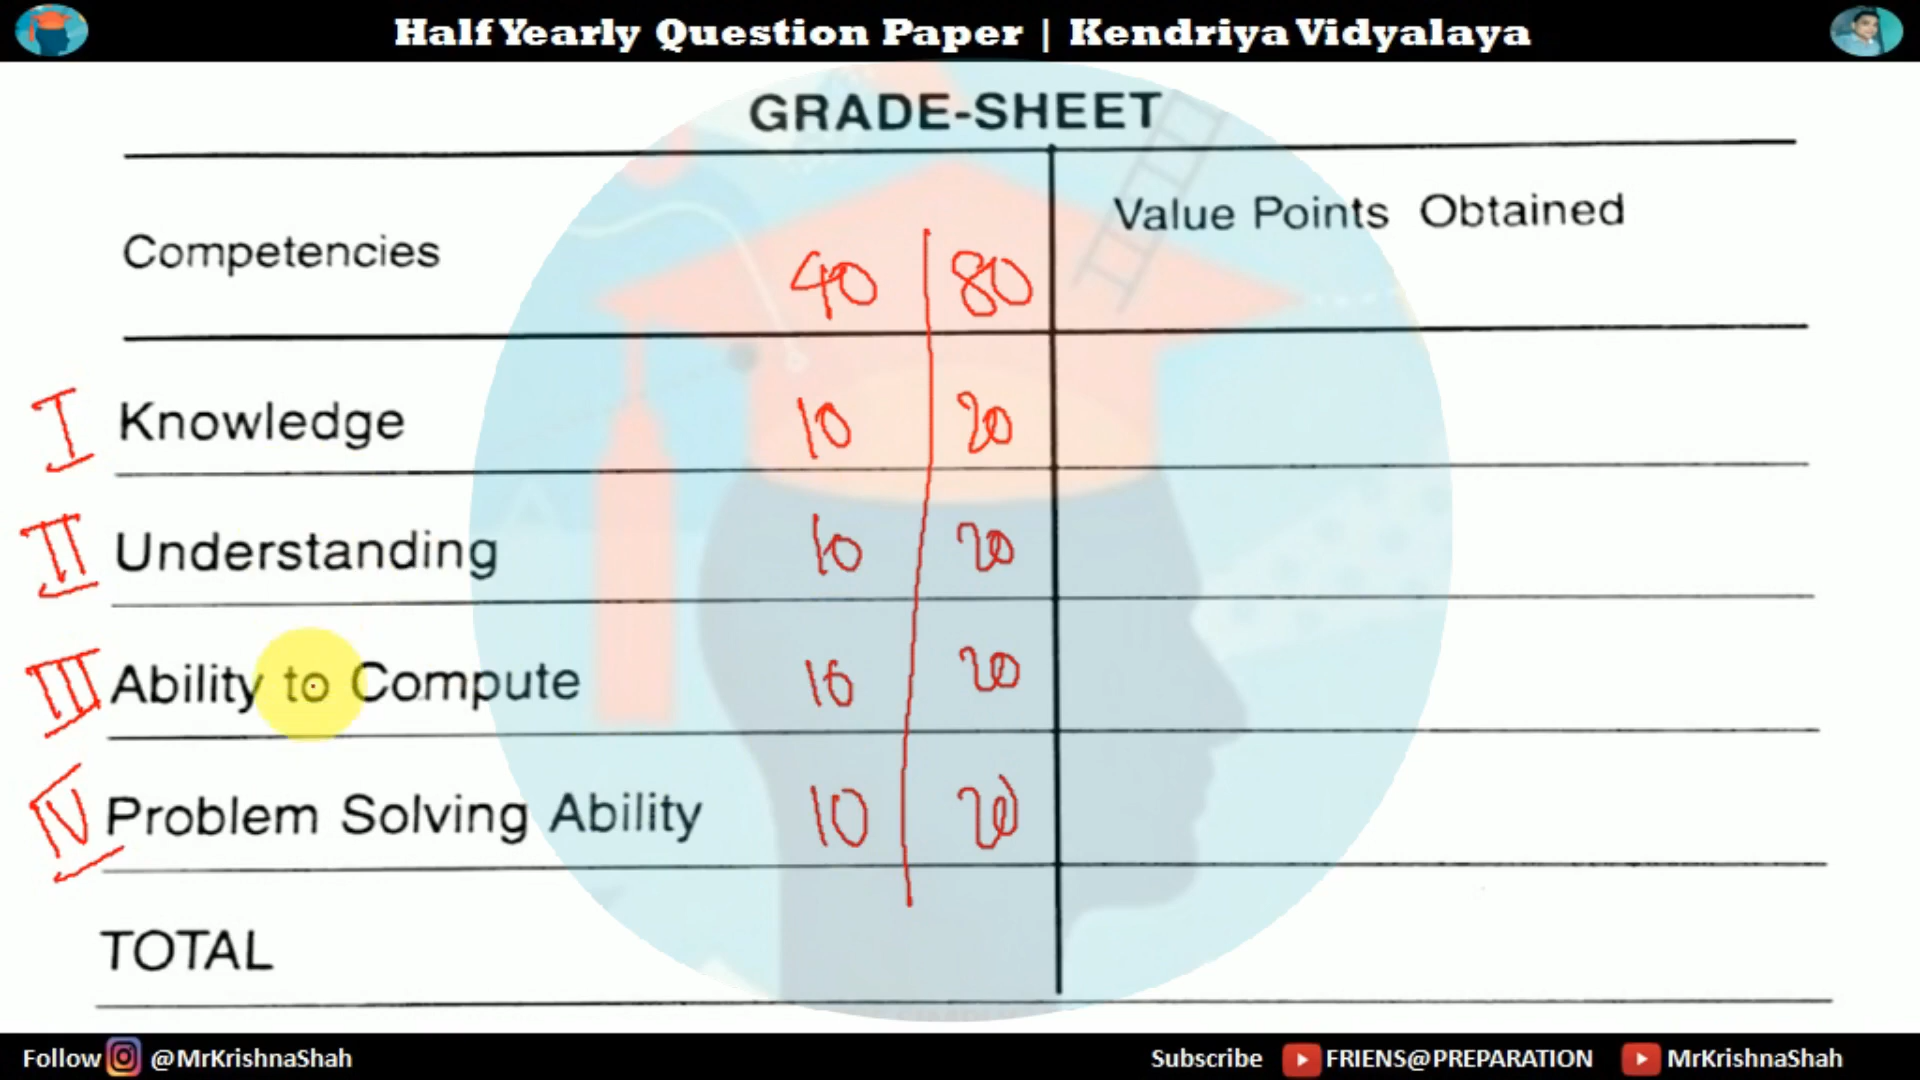 Half Yearly Question Paper | Kendriya Vidyalaya
GRADE-SHEET
Competencies 40 80 Value Points Obtained
I Knowledge 10 20
II Understanding 10 20
III Ability to Compute 10 20
IV Problem Solving Ability 10 20
TOTAL
Follow @MrKrishnaShah Subscribe FRIENS@PREPARATION MrKrishnaShah